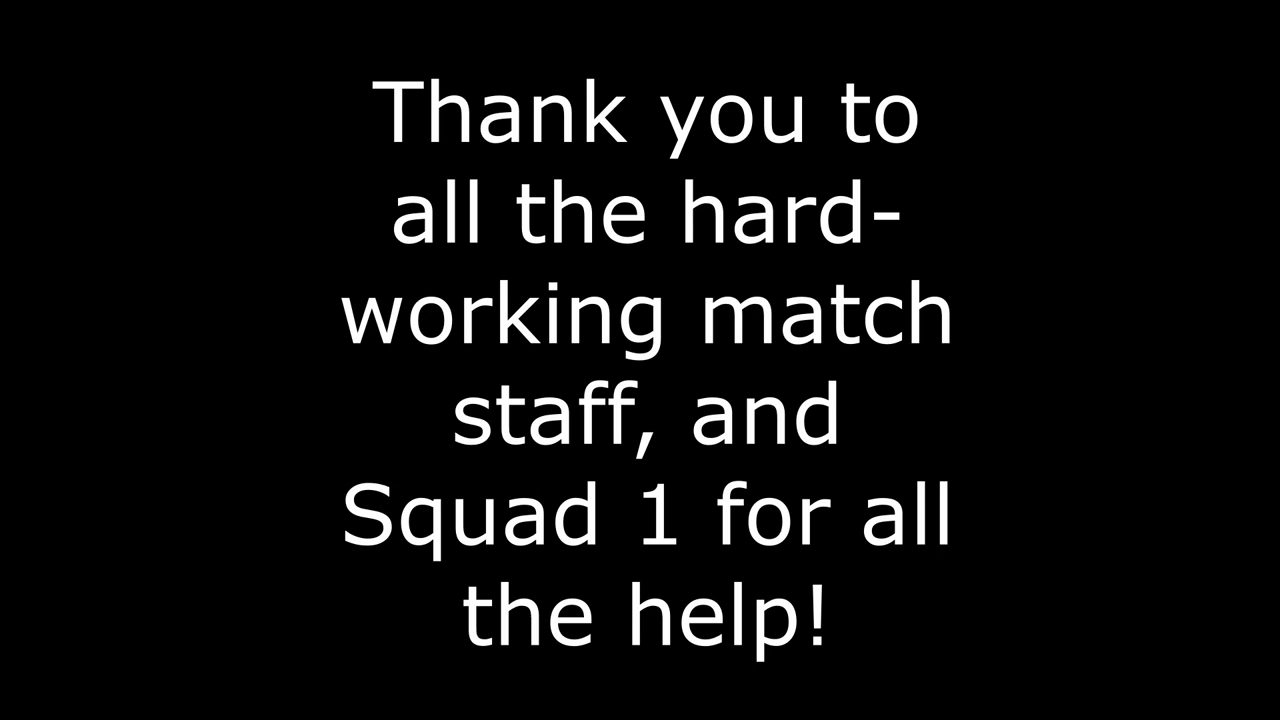 Thank you to
all the hard-
working match
staff, and
Squad 1 for all
the help!